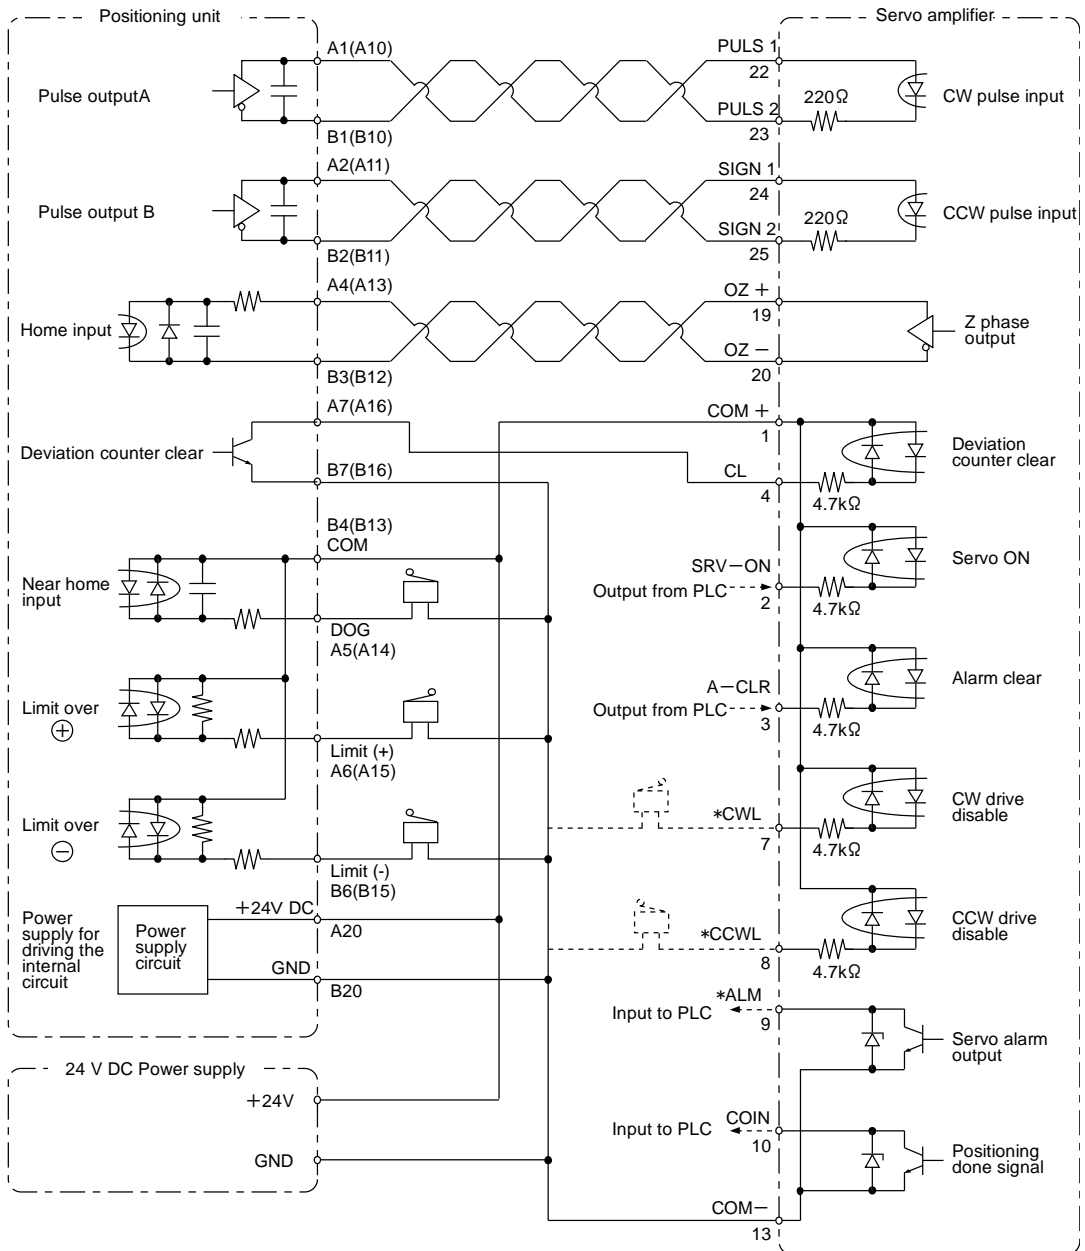 Positioning unit
Servo amplifier
A1(A10)
PULS 1
22
Pulse outputA
220Ω
CW pulse input
PULS 2
B1(B10)
23
A2(A11)
SIGN 1
24
Pulse output B
220Ω
CCW pulse input
SIGN 2
B2(B11)
25
A4(A13)
OZ +
19
Home input
Z phase
output
OZ −
B3(B12)
20
A7(A16)
COM +
1
Deviation counter clear
Deviation
counter clear
B7(B16)
CL
4
4.7kΩ
B4(B13)
COM
Near home
input
SRV−ON
Servo ON
Output from PLC
2
4.7kΩ
DOG
A5(A14)
Limit over
+
A−CLR
Alarm clear
Output from PLC
3
4.7kΩ
Limit (+)
A6(A15)
Limit over
−
*CWL
CW drive
disable
7
4.7kΩ
Limit (-)
B6(B15)
Power
supply for
driving the
internal
circuit
Power
supply
circuit
+24V DC
A20
GND
B20
*CCWL
CCW drive
disable
8
4.7kΩ
*ALM
Input to PLC
9
Servo alarm
output
24 V DC Power supply
+24V
GND
COIN
Input to PLC
10
Positioning
done signal
COM−
13